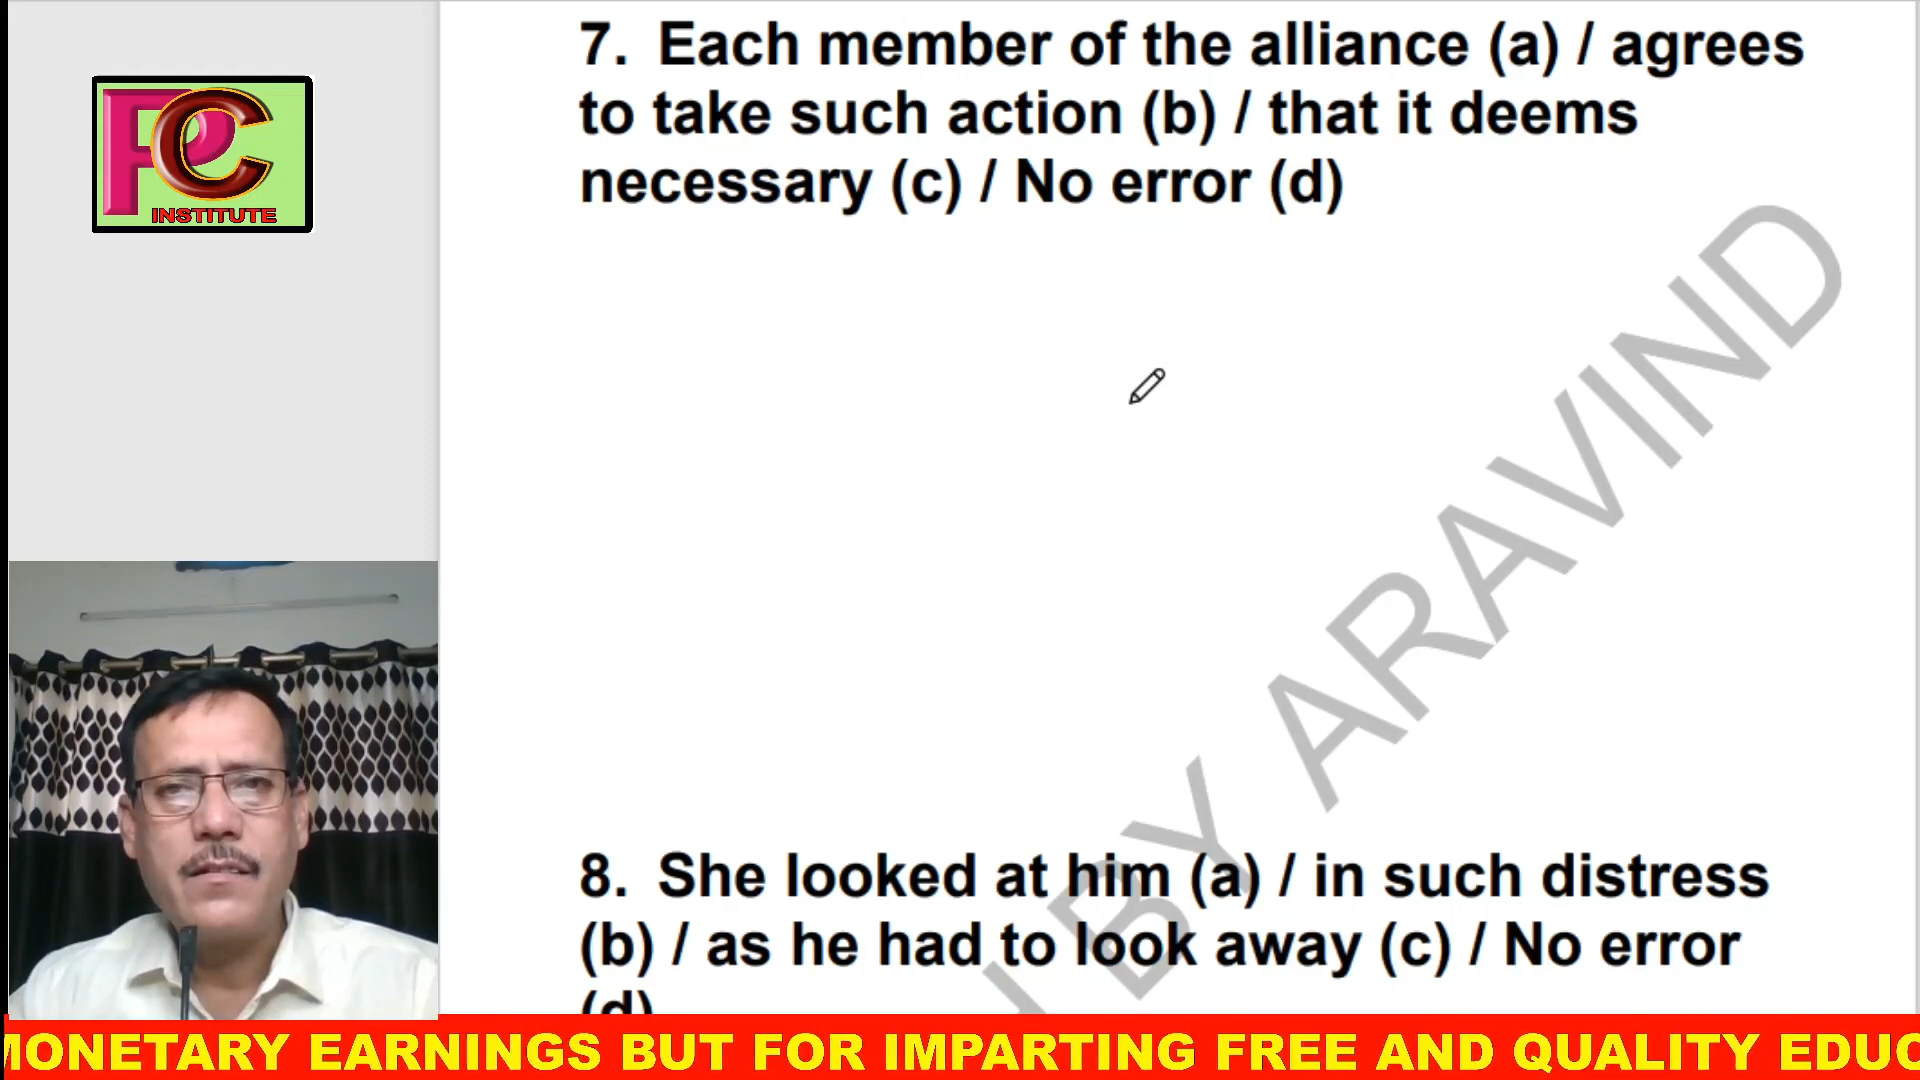 7. Each member of the alliance (a) / agrees
to take such action (b) / that it deems
necessary (c) / No error (d)
PC
INSTITUTE
BY ARAVIND
8. She looked at him (a) / in such distress
(b) / as he had to look away (c) / No error
(d)
MONETARY EARNINGS BUT FOR IMPARTING FREE AND QUALITY EDUC